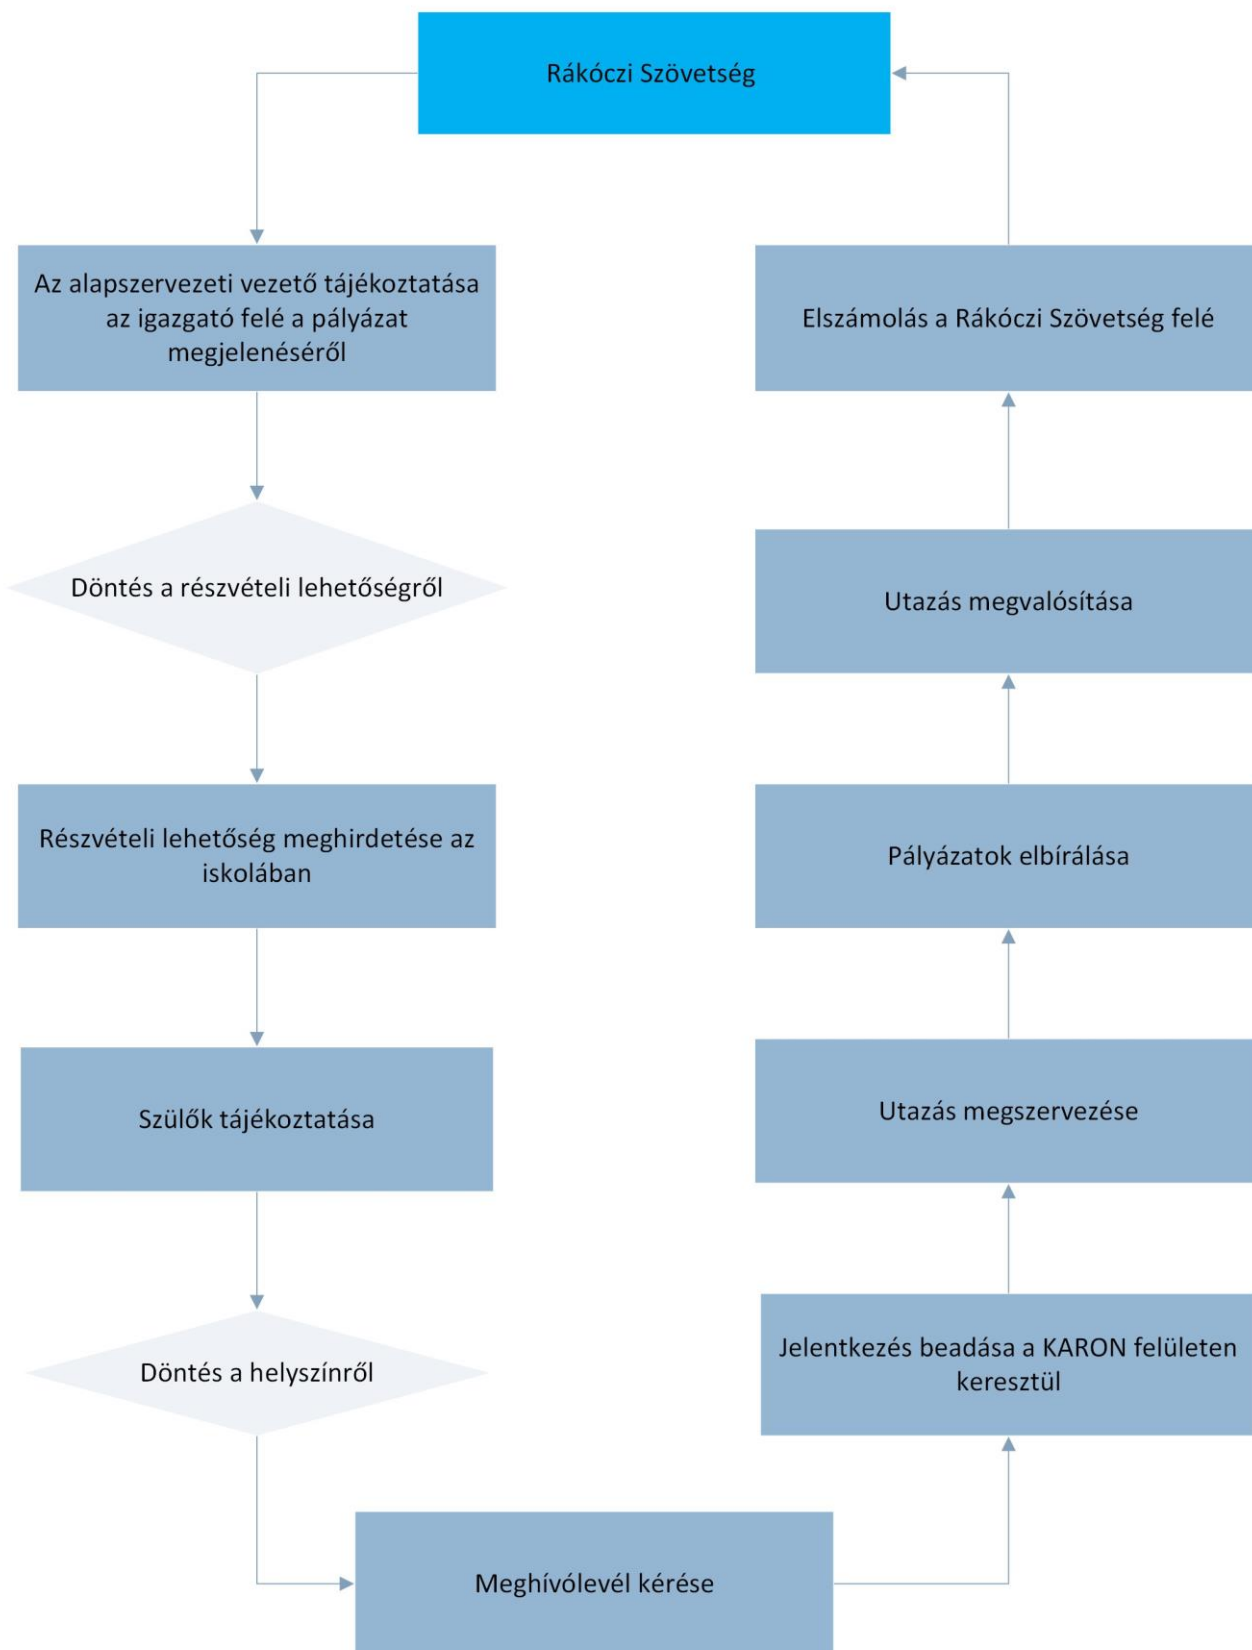 Rákóczi Szövetség
Az alapszervezeti vezető tájékoztatása
az igazgató felé a pályázat
megjelenéséről
Döntés a részvételi lehetőségről
Részvételi lehetőség meghirdetése az
iskolában
Szülők tájékoztatása
Döntés a helyszínről
Meghívólevél kérése
Jelentkezés beadása a KARON felületen
keresztül
Utazás megszervezése
Pályázatok elbírálása
Utazás megvalósítása
Elszámolás a Rákóczi Szövetség felé